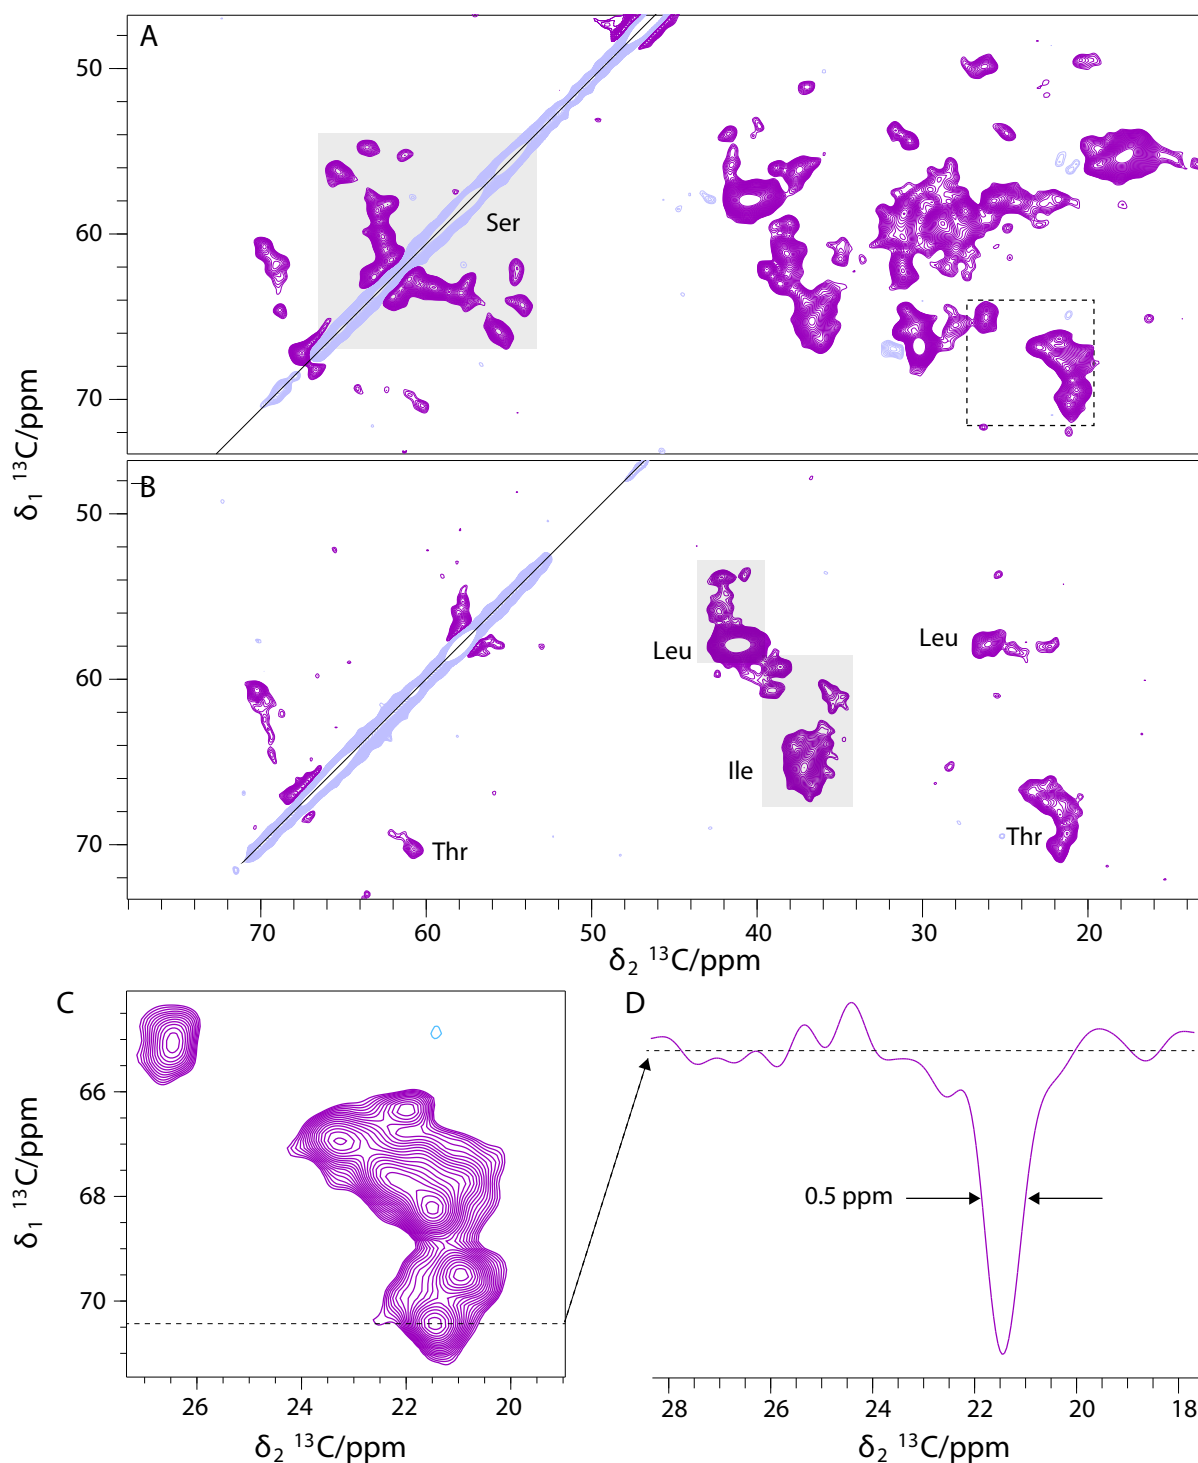 A
50
Ser
60
70
δ₁ ¹³C/ppm
B
50
Leu
Leu
60
Ile
70
Thr
Thr
70 60 50 40 30 20
δ₂ ¹³C/ppm
C
D
66
0.5 ppm
68
δ₁ ¹³C/ppm
70
26 24 22 20
28 26 24 22 20 18
δ₂ ¹³C/ppm
δ₂ ¹³C/ppm